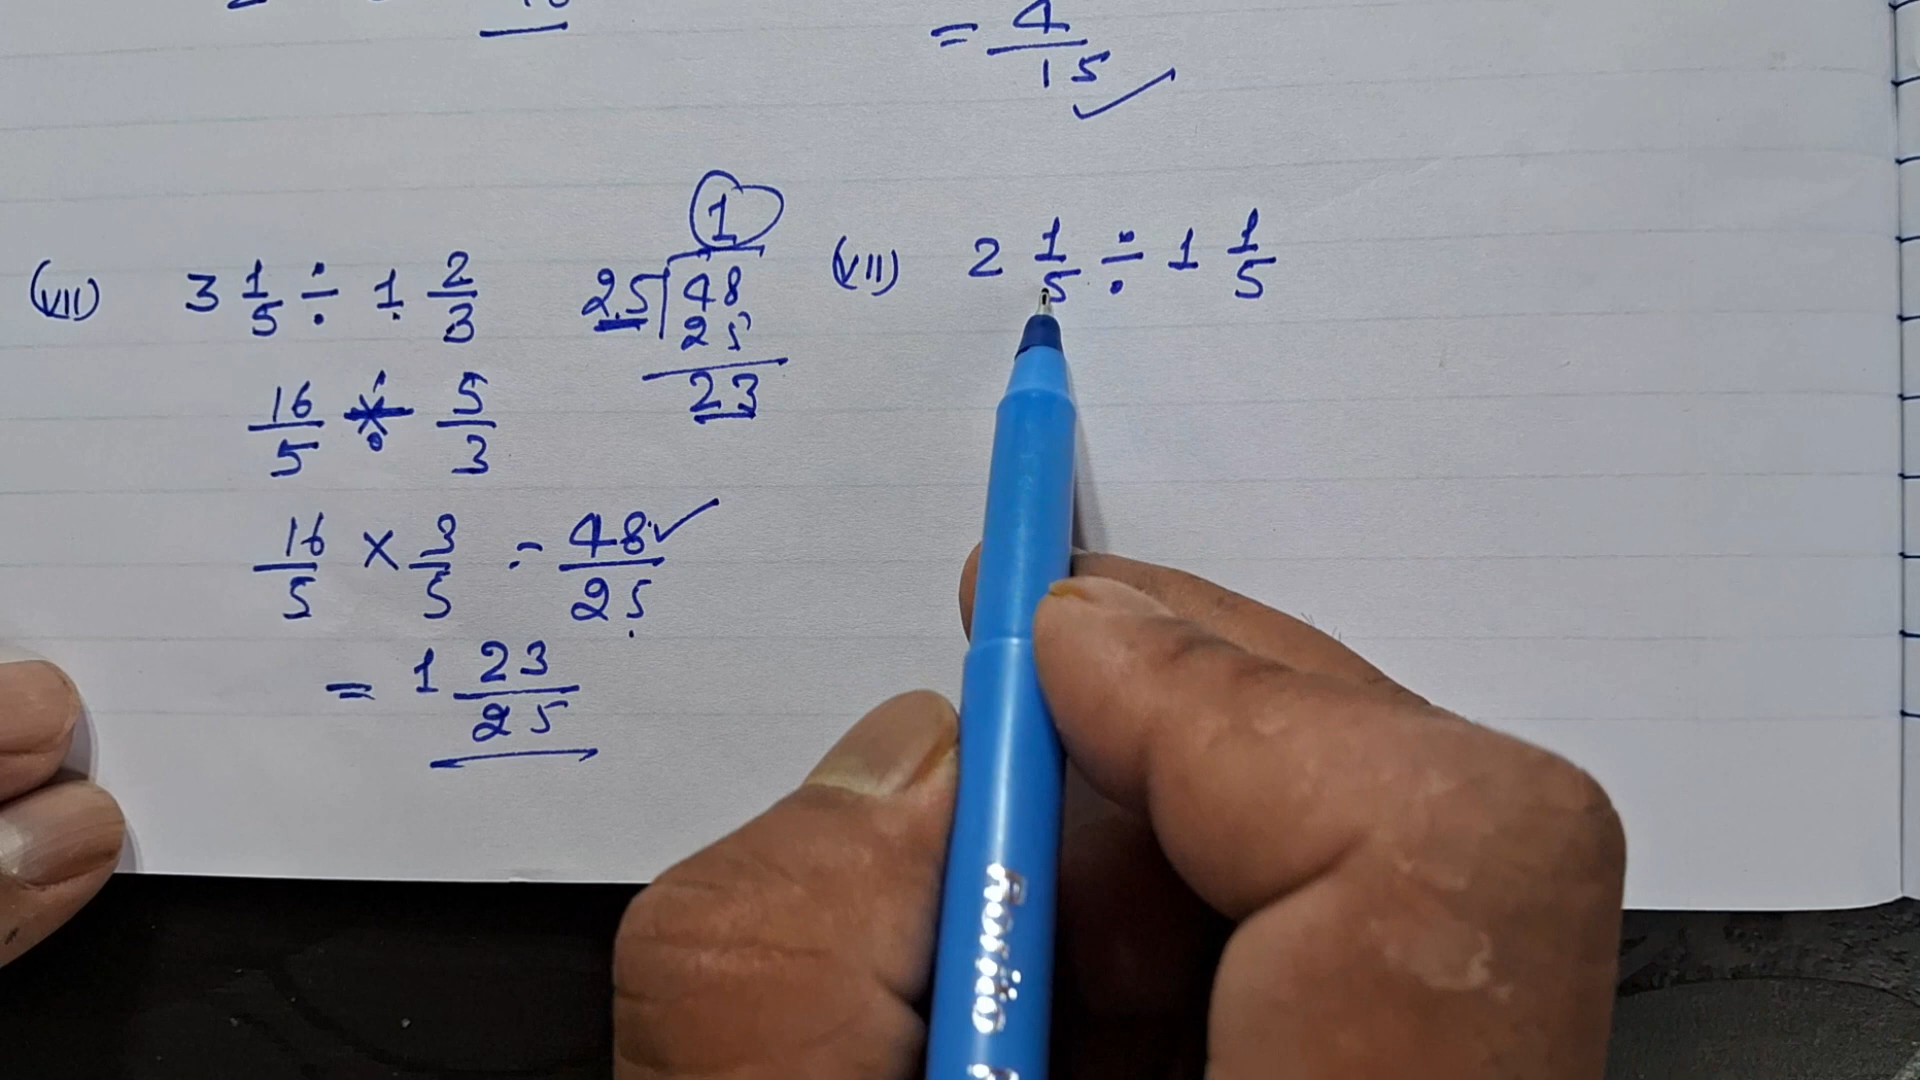 = 4/15 ✓
(VII) 3 1/5 ÷ 1 2/3
16/5 ÷ 5/3
16/5 × 3/5 = 48/25 ✓
= 1 23/25
1
25 48
25
23
(VII) 2 1/5 ÷ 1 1/5